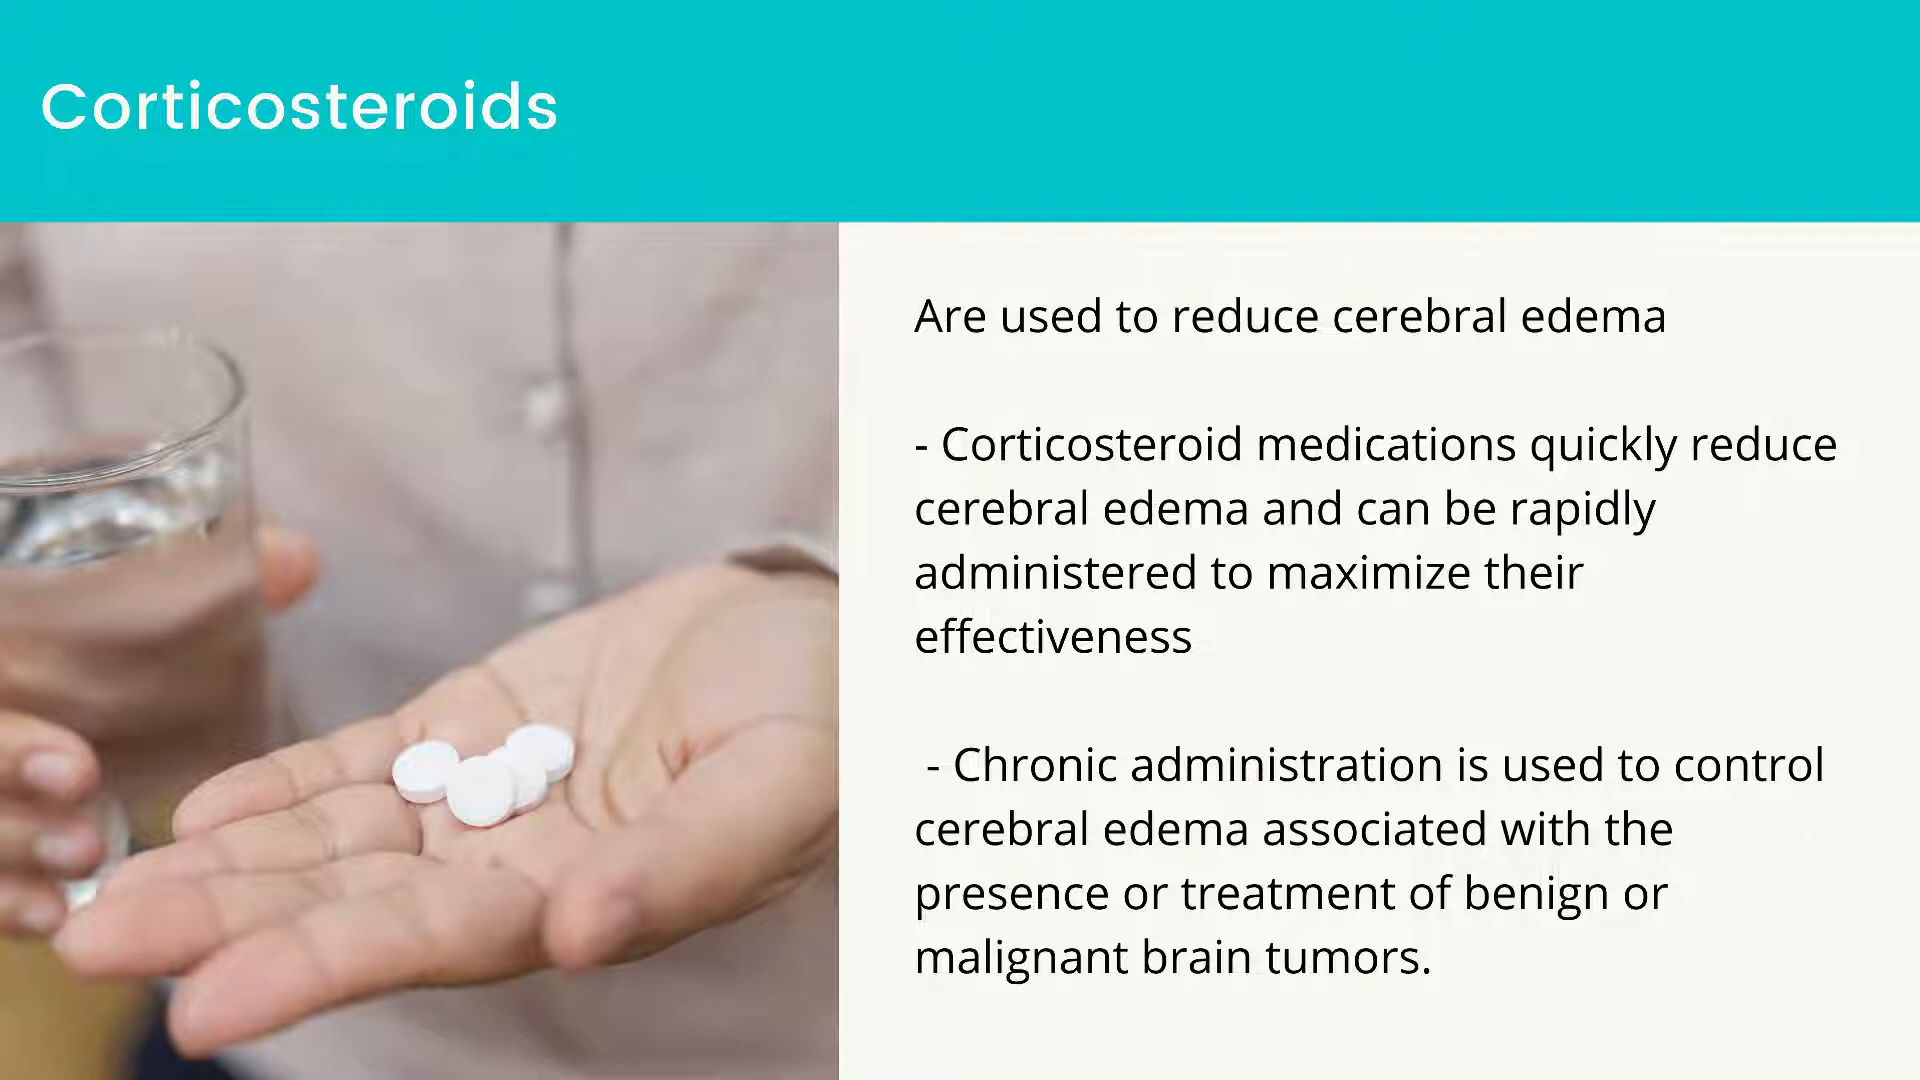 Corticosteroids
Are used to reduce cerebral edema
- Corticosteroid medications quickly reduce
cerebral edema and can be rapidly
administered to maximize their
effectiveness
- Chronic administration is used to control
cerebral edema associated with the
presence or treatment of benign or
malignant brain tumors.